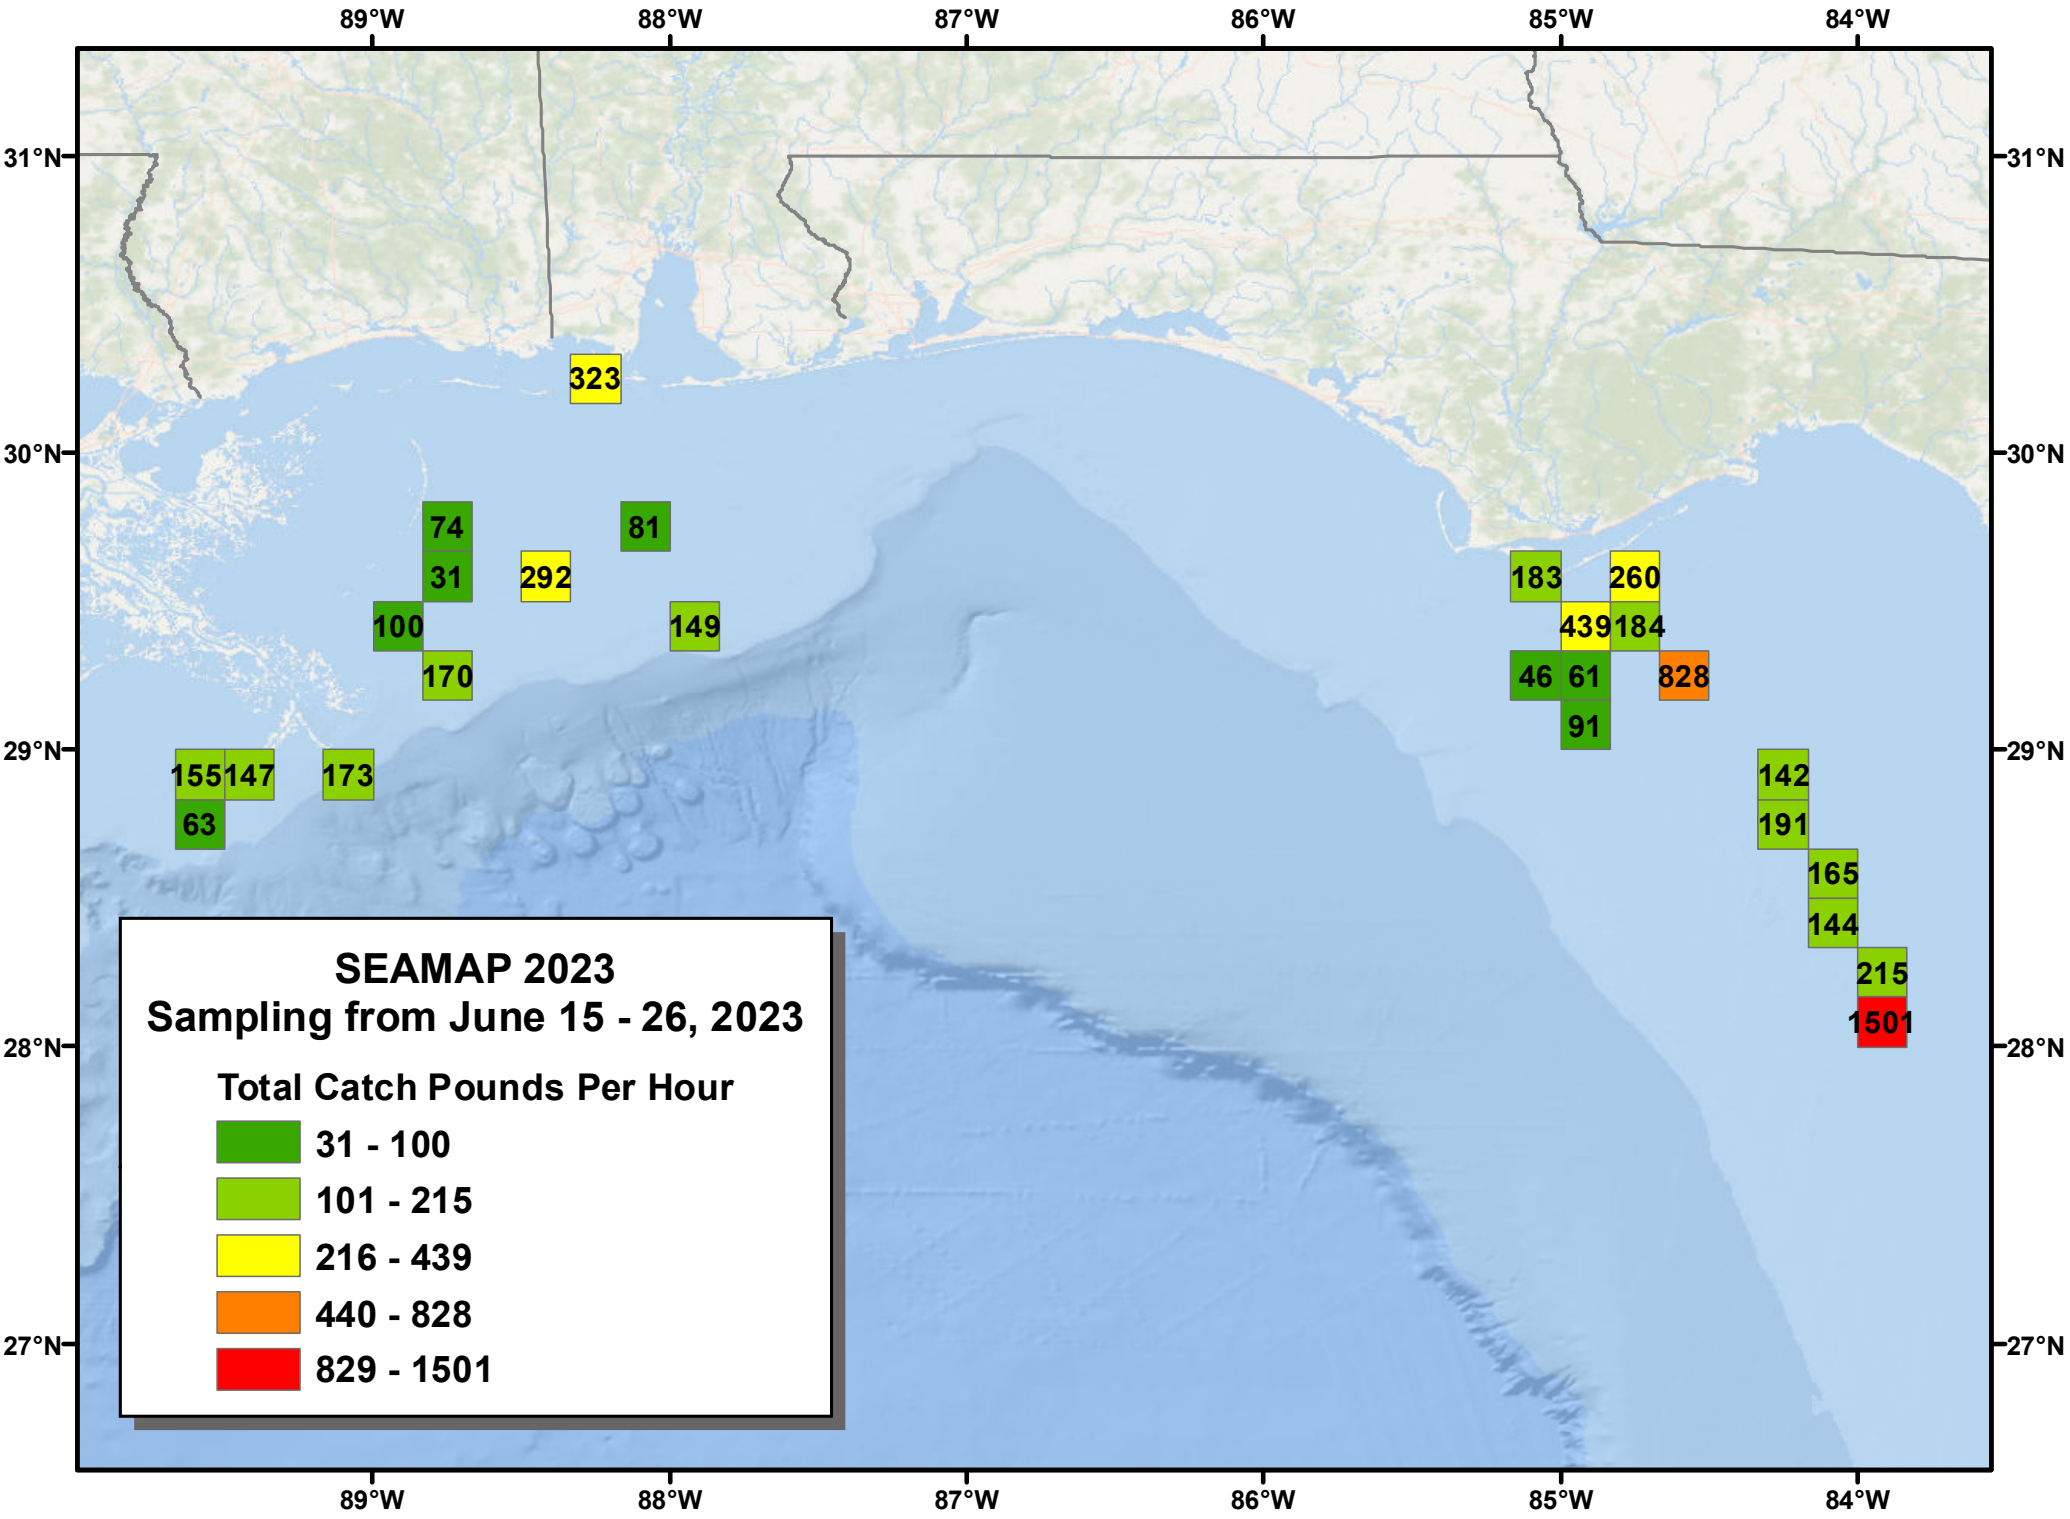 89°W 88°W 87°W 86°W 85°W 84°W
31°N 31°N
323
30°N 30°N
74 81
31 292 183 260
100 149 439 184
170 46 61 828
91
29°N 29°N
155 147 173 142
63 191
165
144
215
1501
28°N 28°N
SEAMAP 2023
Sampling from June 15 - 26, 2023
Total Catch Pounds Per Hour
31 - 100
101 - 215
216 - 439
440 - 828
829 - 1501
27°N 27°N
89°W 88°W 87°W 86°W 85°W 84°W